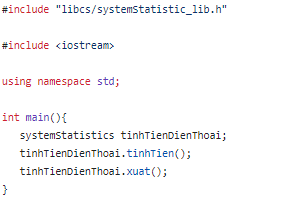 #include "libcs/systemStatistic_lib.h"
#include <iostream>
using namespace std;
int main(){
systemStatistics tinhTienDienThoai;
tinhTienDienThoai.tinhTien();
tinhTienDienThoai.xuat();
}